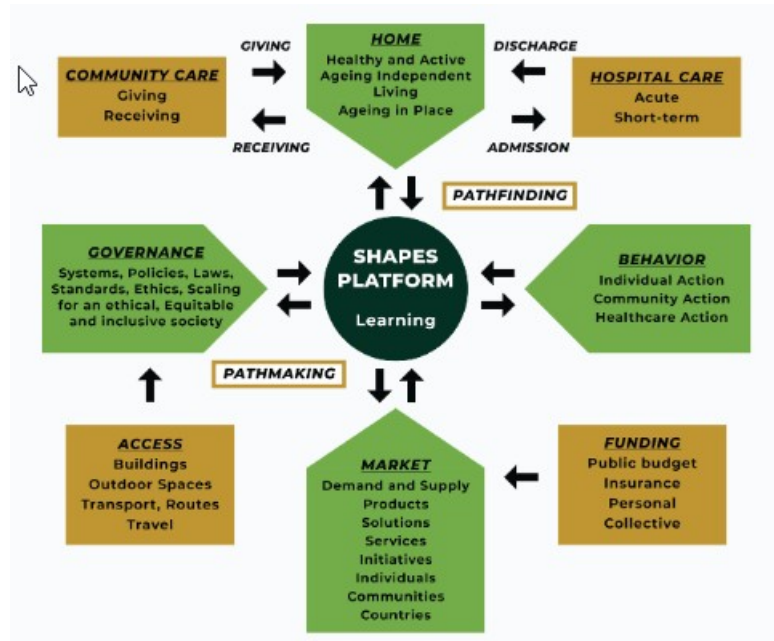 GIVING
HOME
Healthy and Active
Ageing Independent
Living
Ageing in Place
DISCHARGE
COMMUNITY CARE
Giving
Receiving
HOSPITAL CARE
Acute
Short-term
RECEIVING
ADMISSION
PATHFINDING
GOVERNANCE
Systems, Policies, Laws,
Standards, Ethics, Scaling
for an ethical, Equitable
and inclusive society
SHAPES
PLATFORM
Learning
BEHAVIOR
Individual Action
Community Action
Healthcare Action
PATHMAKING
ACCESS
Buildings
Outdoor Spaces
Transport, Routes
Travel
MARKET
Demand and Supply
Products
Solutions
Services
Initiatives
Individuals
Communities
Countries
FUNDING
Public budget
Insurance
Personal
Collective